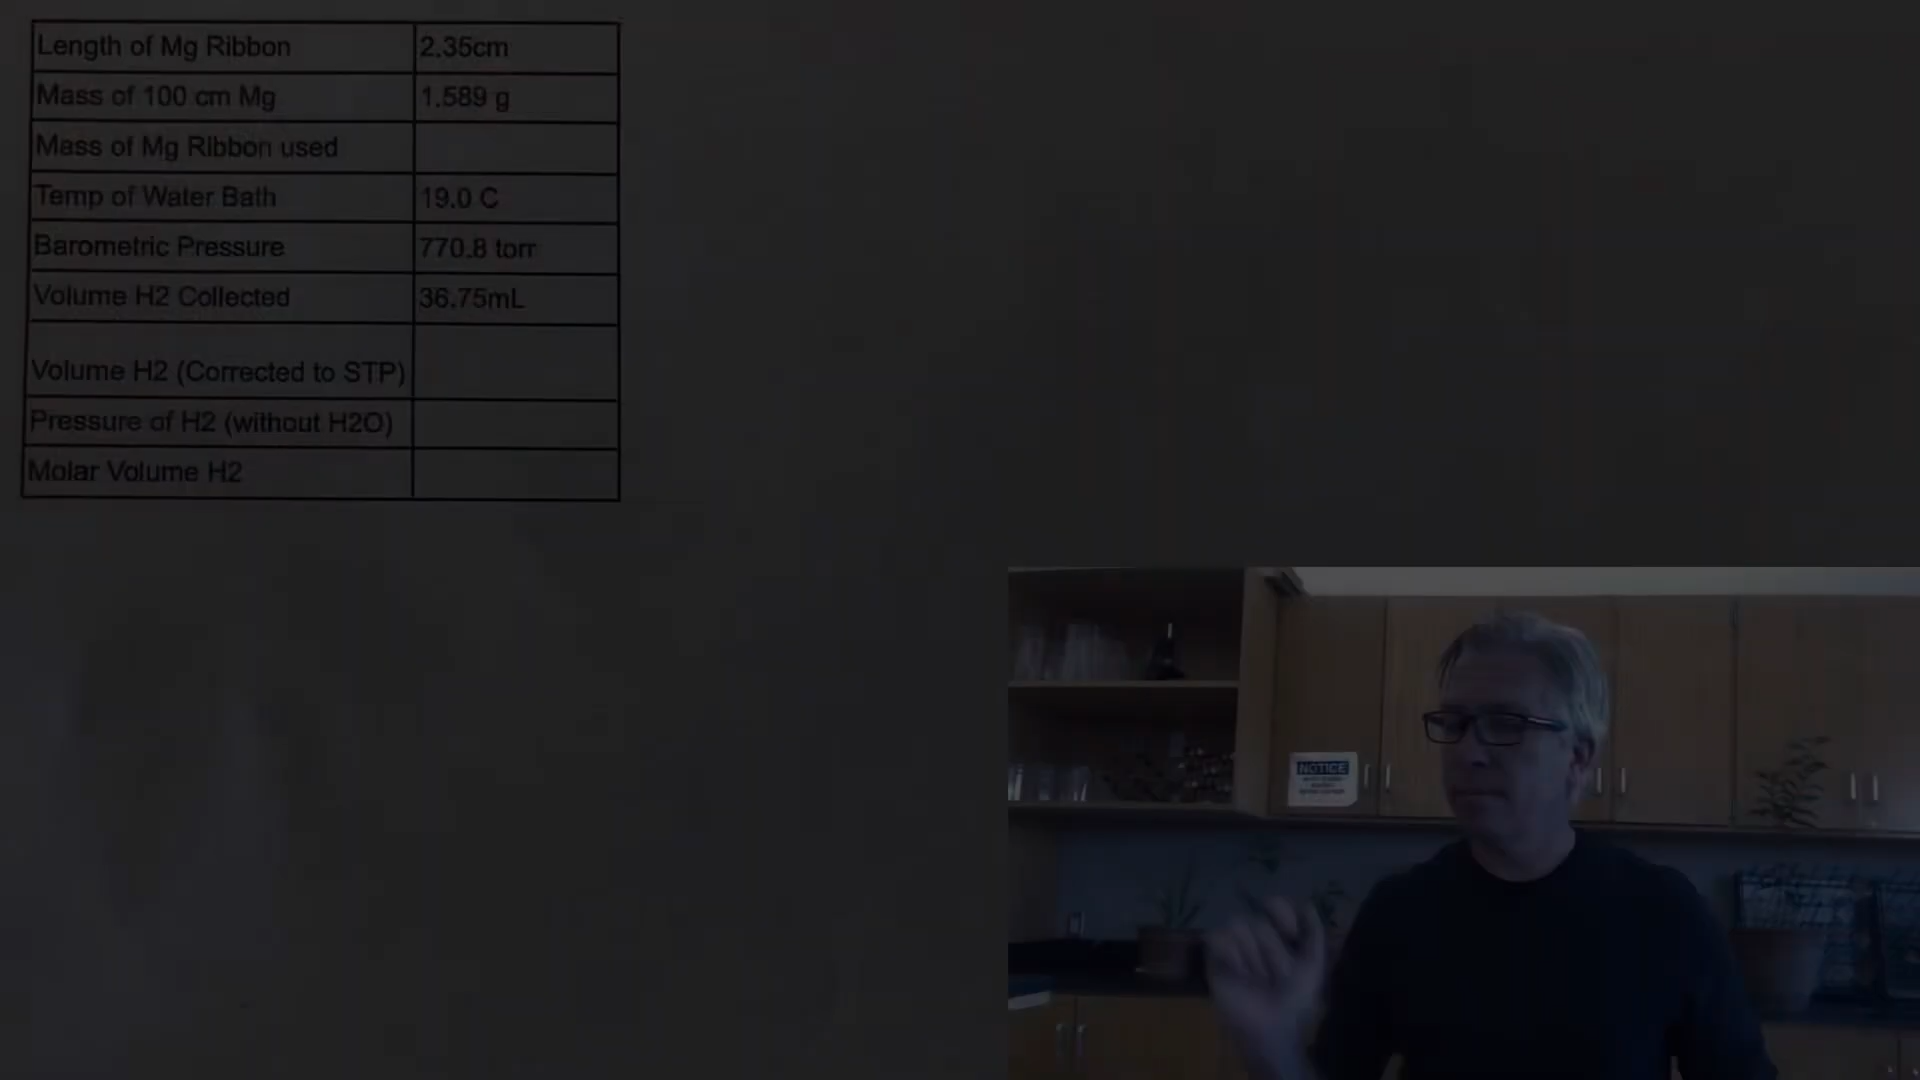 Length of Mg Ribbon 2.35cm
Mass of 100 cm Mg 1.589 g
Mass of Mg Ribbon used
Temp of Water Bath 19.0 C
Barometric Pressure 770.8 torr
Volume H2 Collected 36.75mL
Volume H2 (Corrected to STP)
Pressure of H2 (without H2O)
Molar Volume H2
NOTICE